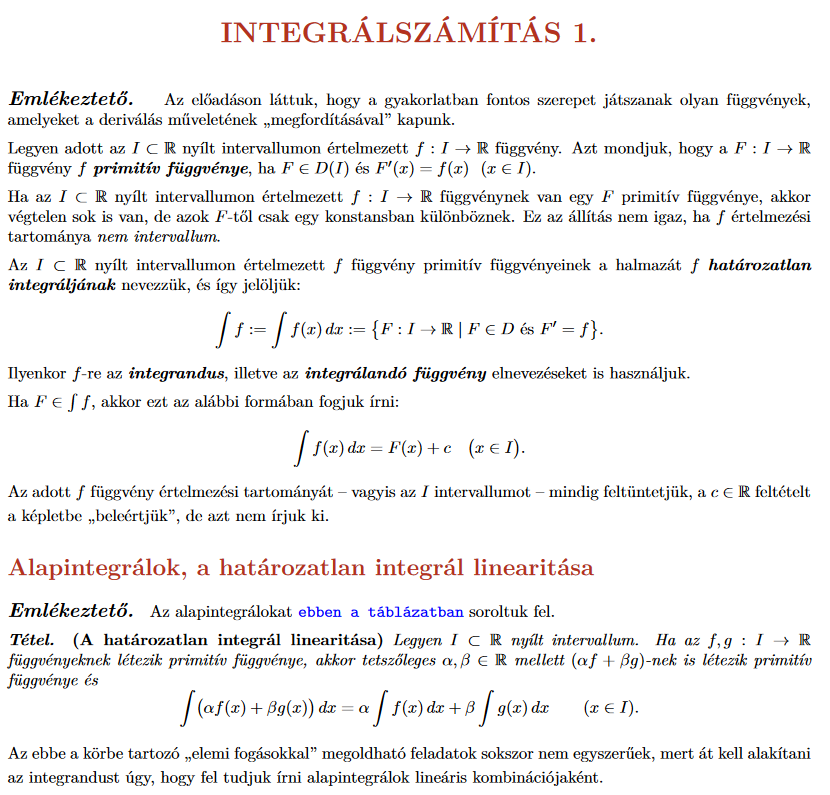 INTEGRÁLSZÁMÍTÁS 1.
Emlékeztető. Az előadáson láttuk, hogy a gyakorlatban fontos szerepet játszanak olyan függvények,
amelyeket a deriválás műveletének „megfordításával” kapunk.
Legyen adott az I ⊂ ℝ nyílt intervallumon értelmezett f : I → ℝ függvény. Azt mondjuk, hogy a F : I → ℝ
függvény f primitív függvénye, ha F ∈ D(I) és F′(x) = f(x) (x ∈ I).
Ha az I ⊂ ℝ nyílt intervallumon értelmezett f : I → ℝ függvénynek van egy F primitív függvénye, akkor
végtelen sok is van, de azok F-től csak egy konstansban különböznek. Ez az állítás nem igaz, ha f értelmezési
tartománya nem intervallum.
Az I ⊂ ℝ nyílt intervallumon értelmezett f függvény primitív függvényeinek a halmazát f határozatlan
integráljának nevezzük, és így jelöljük:
∫ f := ∫ f(x) dx := {F : I → ℝ | F ∈ D és F′ = f}.
Ilyenkor f-re az integrandus, illetve az integrálandó függvény elnevezéseket is használjuk.
Ha F ∈ ∫ f, akkor ezt az alábbi formában fogjuk írni:
∫ f(x) dx = F(x) + c (x ∈ I).
Az adott f függvény értelmezési tartományát – vagyis az I intervallumot – mindig feltüntetjük, a c ∈ ℝ feltételt
a képletbe „beleértjük”, de azt nem írjuk ki.
Alapintegrálok, a határozatlan integrál linearitása
Emlékeztető. Az alapintegrálokat ebben a táblázatban soroltuk fel.
Tétel. (A határozatlan integrál linearitása) Legyen I ⊂ ℝ nyílt intervallum. Ha az f, g : I → ℝ
függvényeknek létezik primitív függvénye, akkor tetszőleges α, β ∈ ℝ mellett (αf + βg)-nek is létezik primitív
függvénye és
∫ (αf(x) + βg(x)) dx = α ∫ f(x) dx + β ∫ g(x) dx (x ∈ I).
Az ebbe a körbe tartozó „elemi fogásokkal” megoldható feladatok sokszor nem egyszerűek, mert át kell alakítani
az integrandust úgy, hogy fel tudjuk írni alapintegrálok lineáris kombinációjaként.